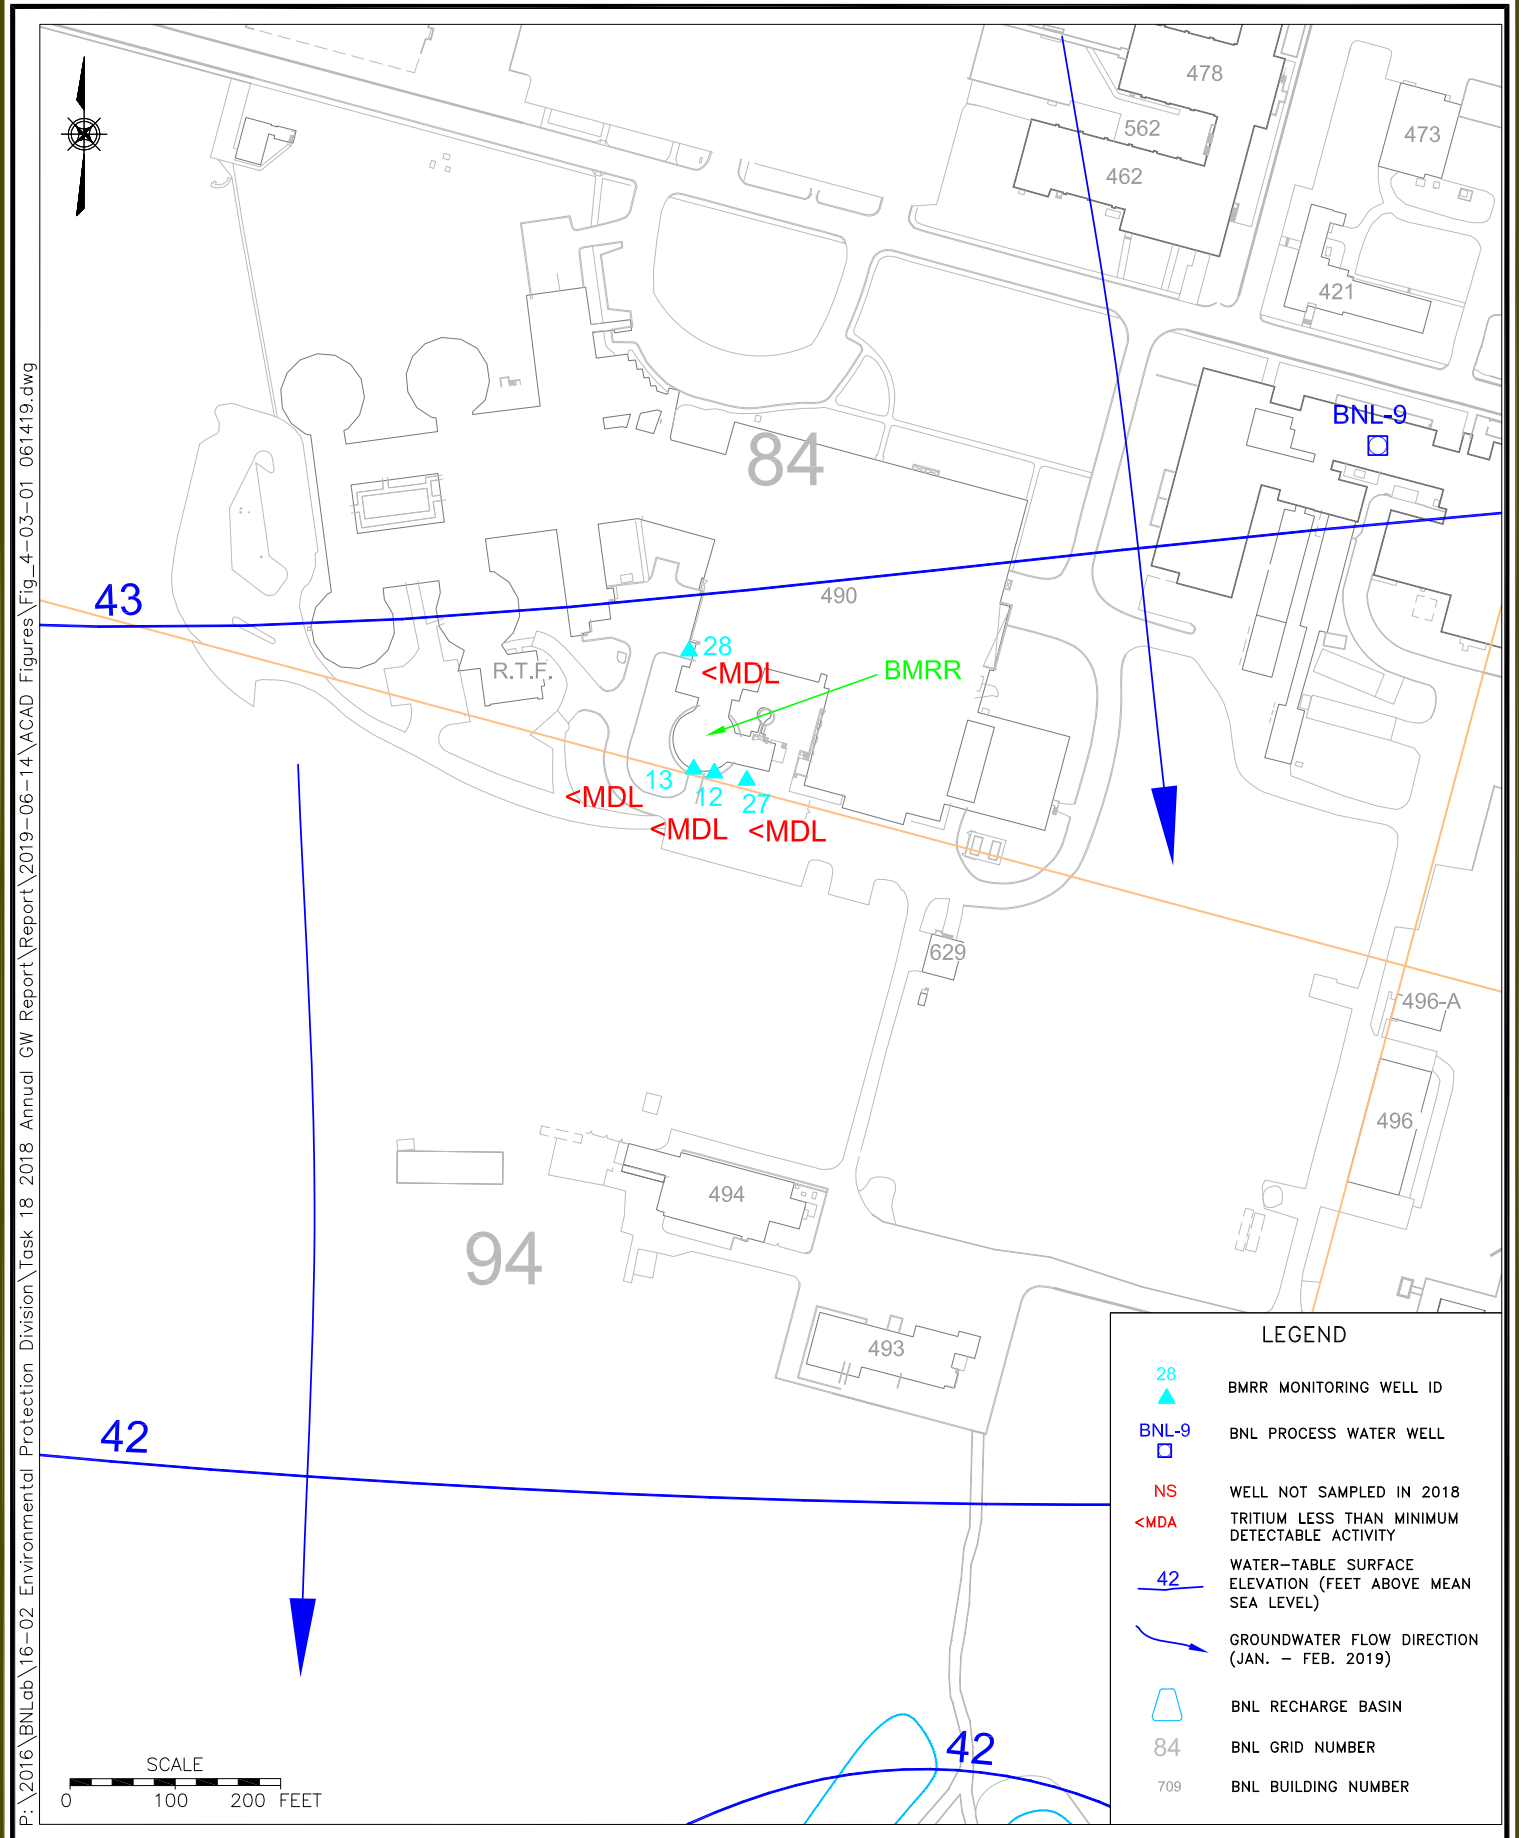 P:\2016\BNLab\16-02 Environmental Protection Division\Task 18 2018 Annual GW Report\Report\2019-06-14\ACAD Figures\Fig_4-03-01 061419.dwg
478
562
473
462
421
BNL-9
84
43
490
28
R.T.F.
<MDL
BMRR
13
12
27
<MDL
<MDL
<MDL
629
496-A
496
494
94
493
42
42
SCALE
0 100 200 FEET
LEGEND
28
BMRR MONITORING WELL ID
BNL-9
BNL PROCESS WATER WELL
NS
WELL NOT SAMPLED IN 2018
<MDA
TRITIUM LESS THAN MINIMUM
DETECTABLE ACTIVITY
42
WATER-TABLE SURFACE
ELEVATION (FEET ABOVE MEAN
SEA LEVEL)
GROUNDWATER FLOW DIRECTION
(JAN. - FEB. 2019)
BNL RECHARGE BASIN
84
BNL GRID NUMBER
709
BNL BUILDING NUMBER